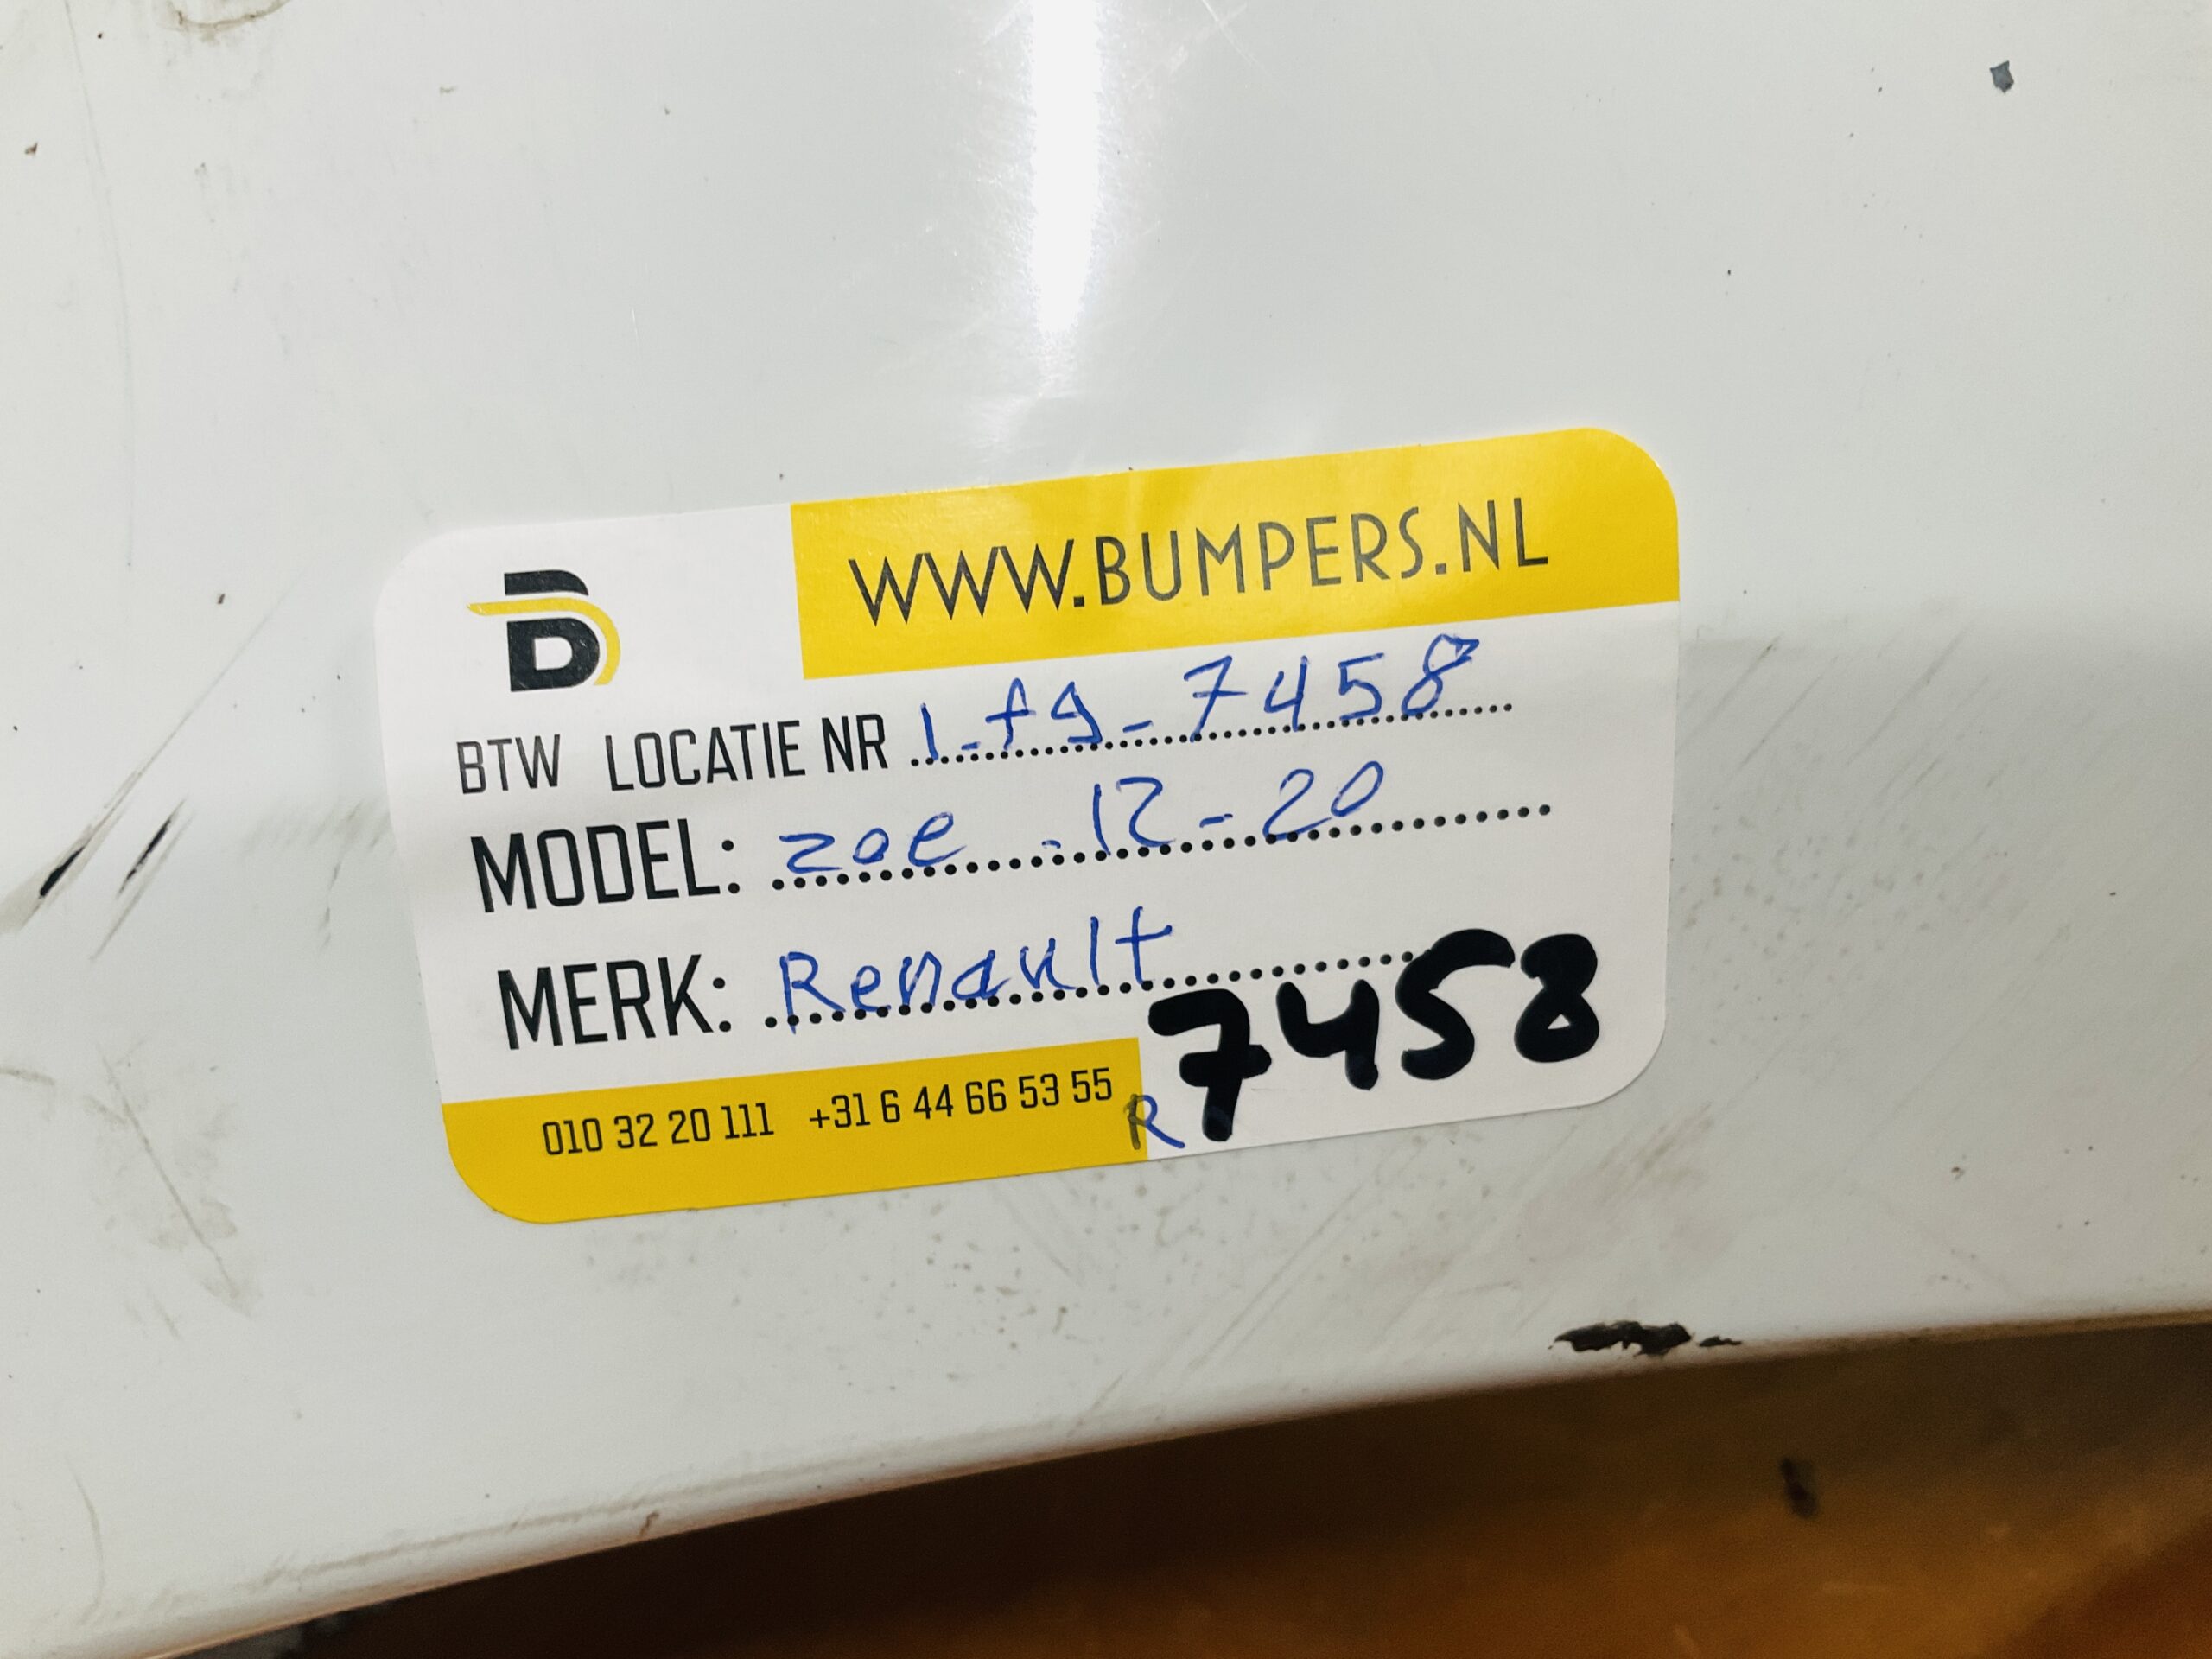 B
WWW.BUMPERS.NL
BTW LOCATIE NR 1-f9-7458
MODEL: zoe -12-20
MERK: Renault
7458
010 32 20 111 +31 6 44 66 53 55
R